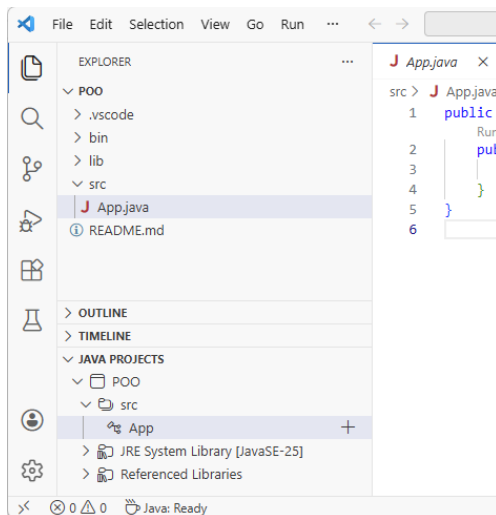 File Edit Selection View Go Run ...
EXPLORER ...
POO
.vscode
bin
lib
src
J App.java
README.md
OUTLINE
TIMELINE
JAVA PROJECTS
POO
src
App
JRE System Library [JavaSE-25]
Referenced Libraries
J App.java
src > J App.java
1 public
Run
2 pub
3
4 }
5 }
6
0 0 Java: Ready